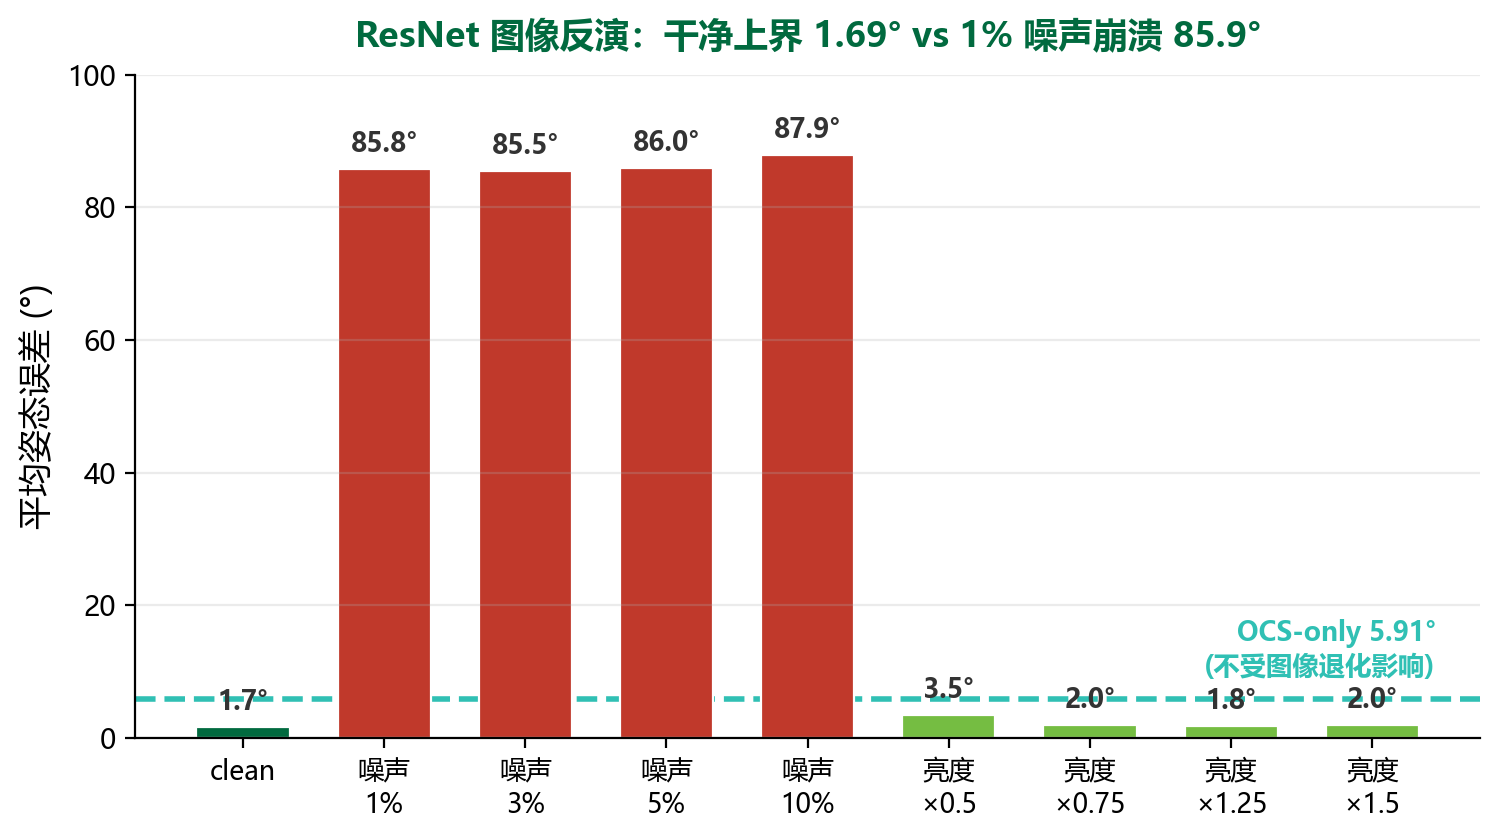 ResNet 图像反演：干净上界 1.69° vs 1% 噪声崩溃 85.9°
平均姿态误差 (°)
100
80
60
40
20
0
1.7°
85.8°
85.5°
86.0°
87.9°
3.5°
2.0°
1.8°
2.0°
OCS-only 5.91°
(不受图像退化影响)
clean
噪声
1%
噪声
3%
噪声
5%
噪声
10%
亮度
×0.5
亮度
×0.75
亮度
×1.25
亮度
×1.5